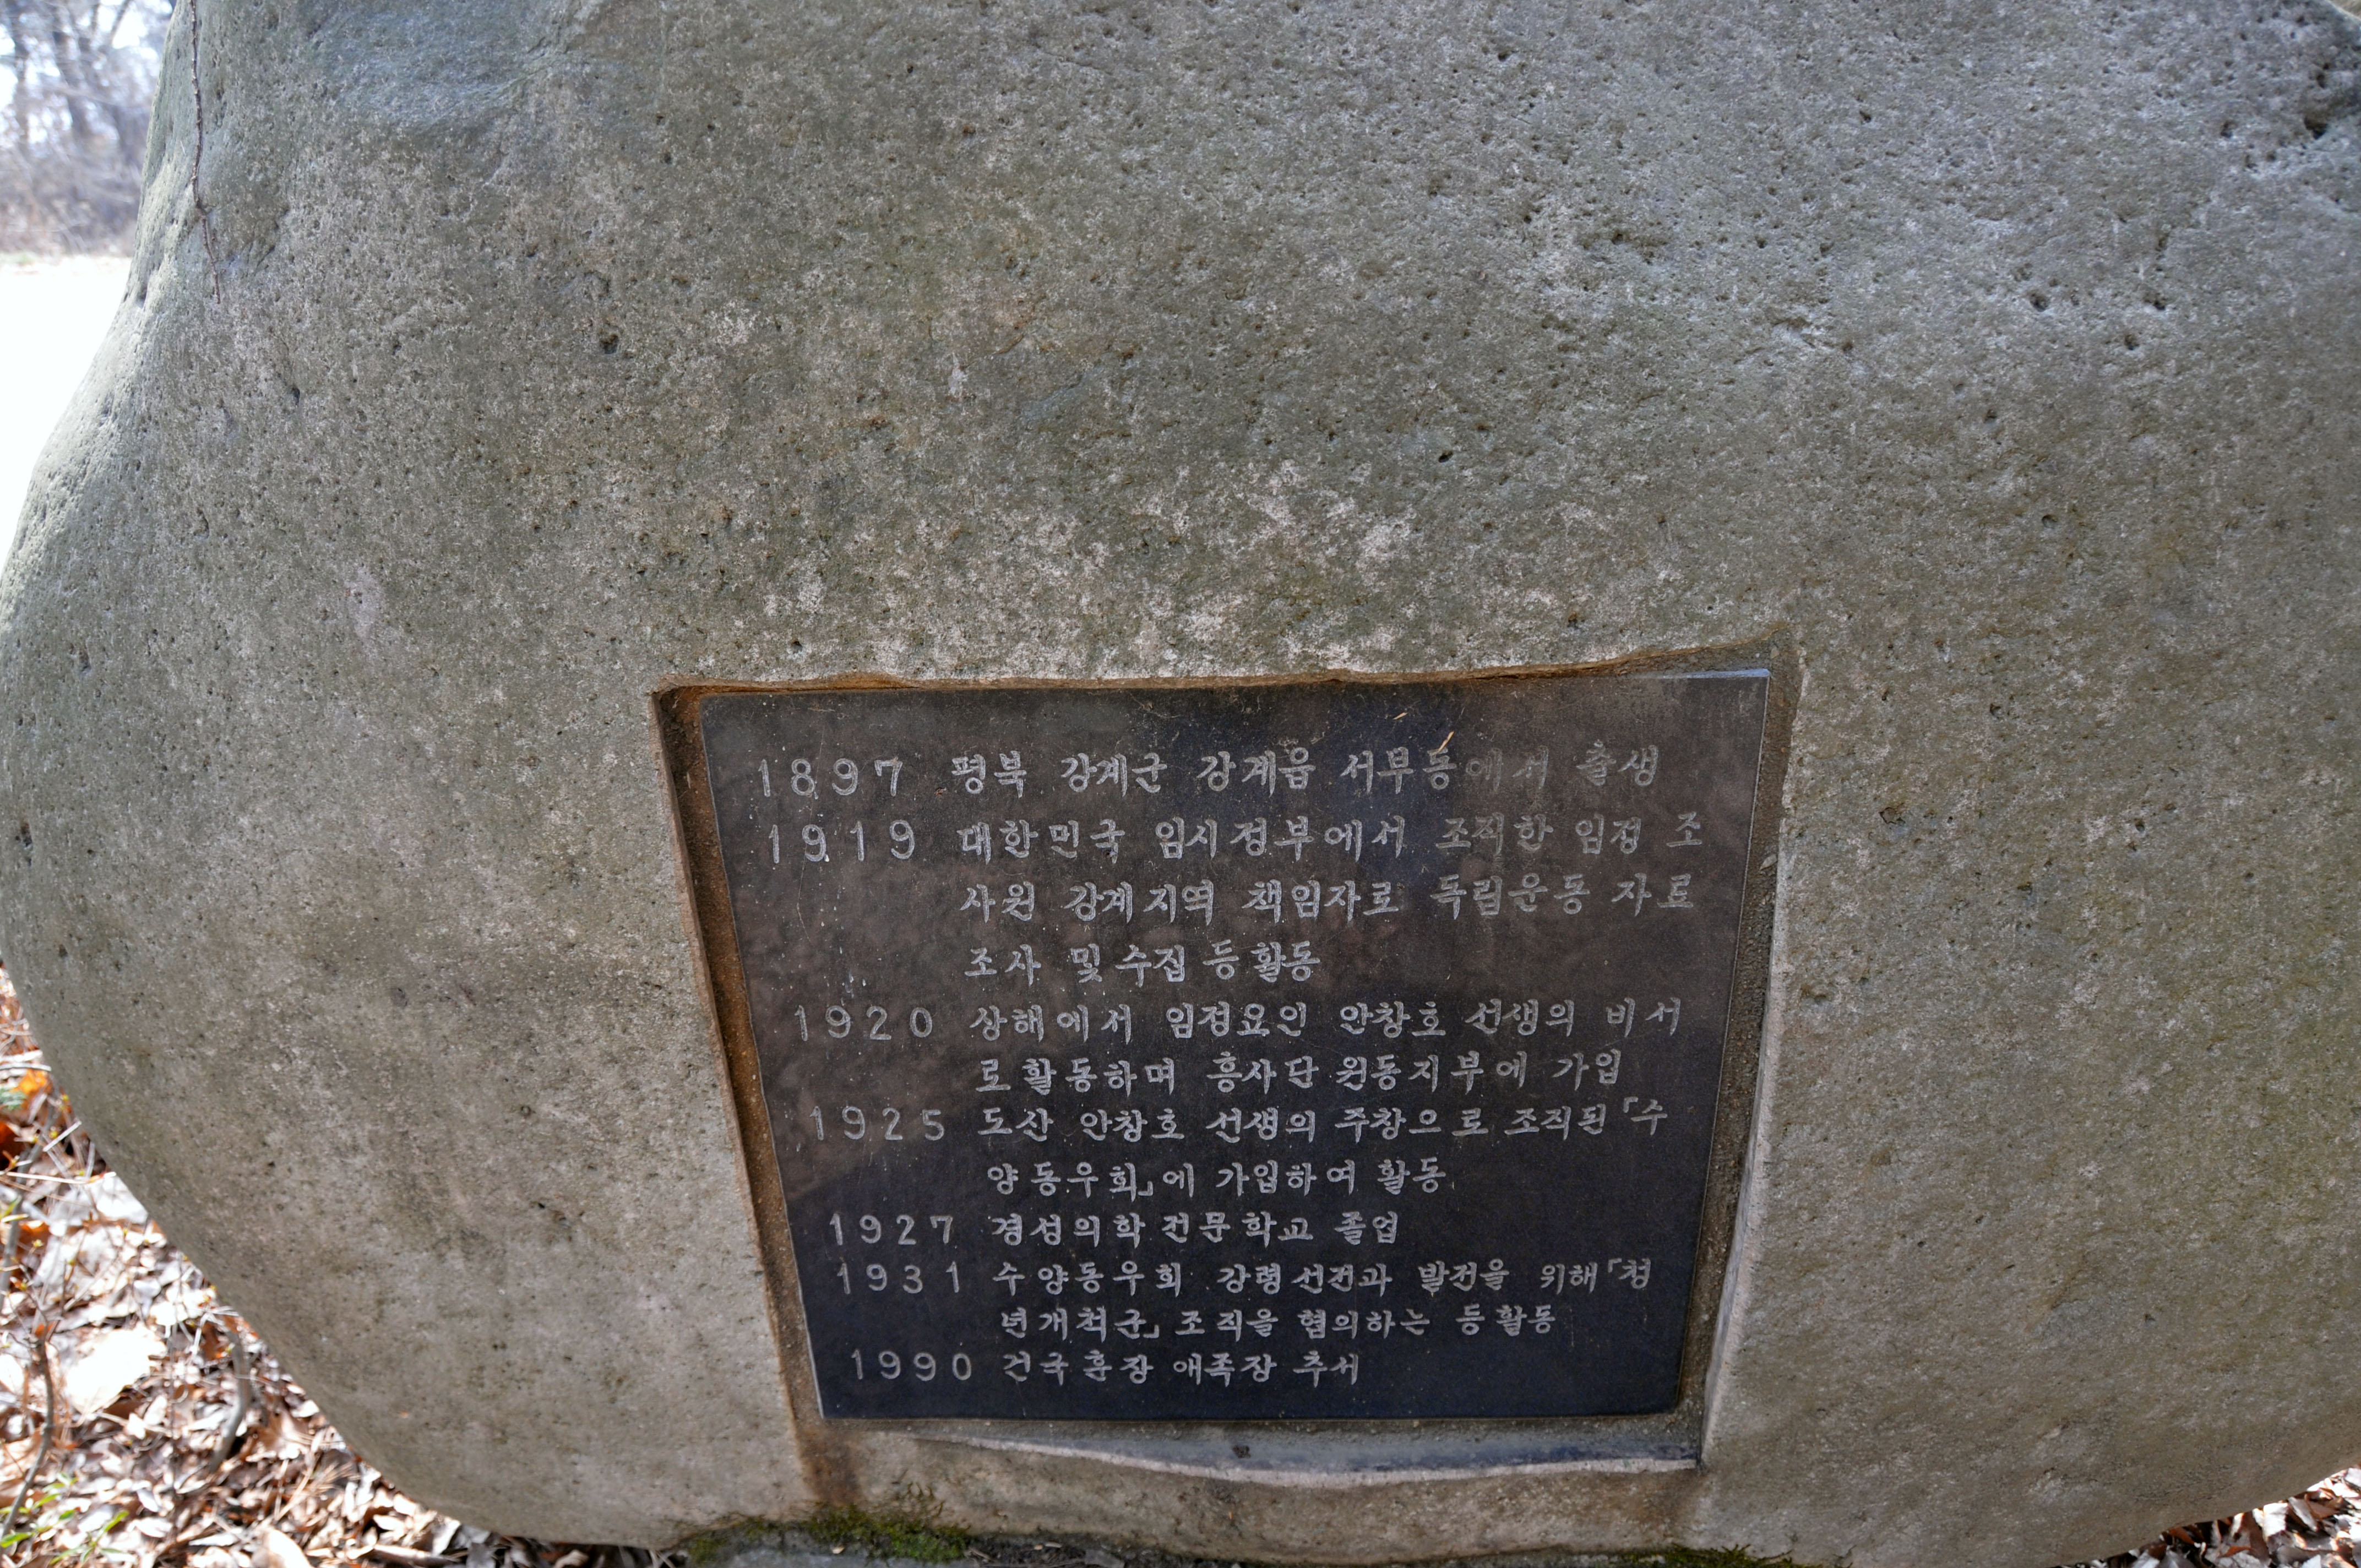 1897 평북 강계군 강계읍 서부동에서 출생
1919 대한민국 임시정부에서 조직한 임정 조
사원 강계지역 책임자로 독립운동 자료
조사 및 수집 등 활동
1920 상해에서 임정요인 안창호 선생의 비서
로 활동하며 흥사단 원동지부에 가입
1925 도산 안창호 선생의 주창으로 조직된 「수
양동우회」에 가입하여 활동
1927 경성의학전문학교 졸업
1931 수양동우회 강령선전과 발전을 위해 「청
년개척군」 조직을 협의하는 등 활동
1990 건국훈장 애족장 추서